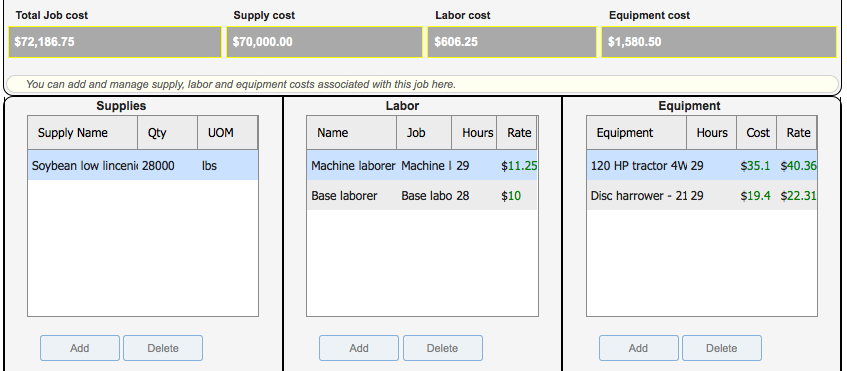 Total Job cost Supply cost Labor cost Equipment cost
$72,186.75 $70,000.00 $606.25 $1,580.50
You can add and manage supply, labor and equipment costs associated with this job here.
Supplies Labor Equipment
Supply Name Qty UOM Name Job Hours Rate Equipment Hours Cost Rate
Soybean low lincenic 28000 lbs Machine laborer Machine l 29 $11.25 120 HP tractor 4W 29 $35.1 $40.36
Base laborer Base labo 28 $10 Disc harrower - 21 29 $19.4 $22.31
Add Delete Add Delete Add Delete